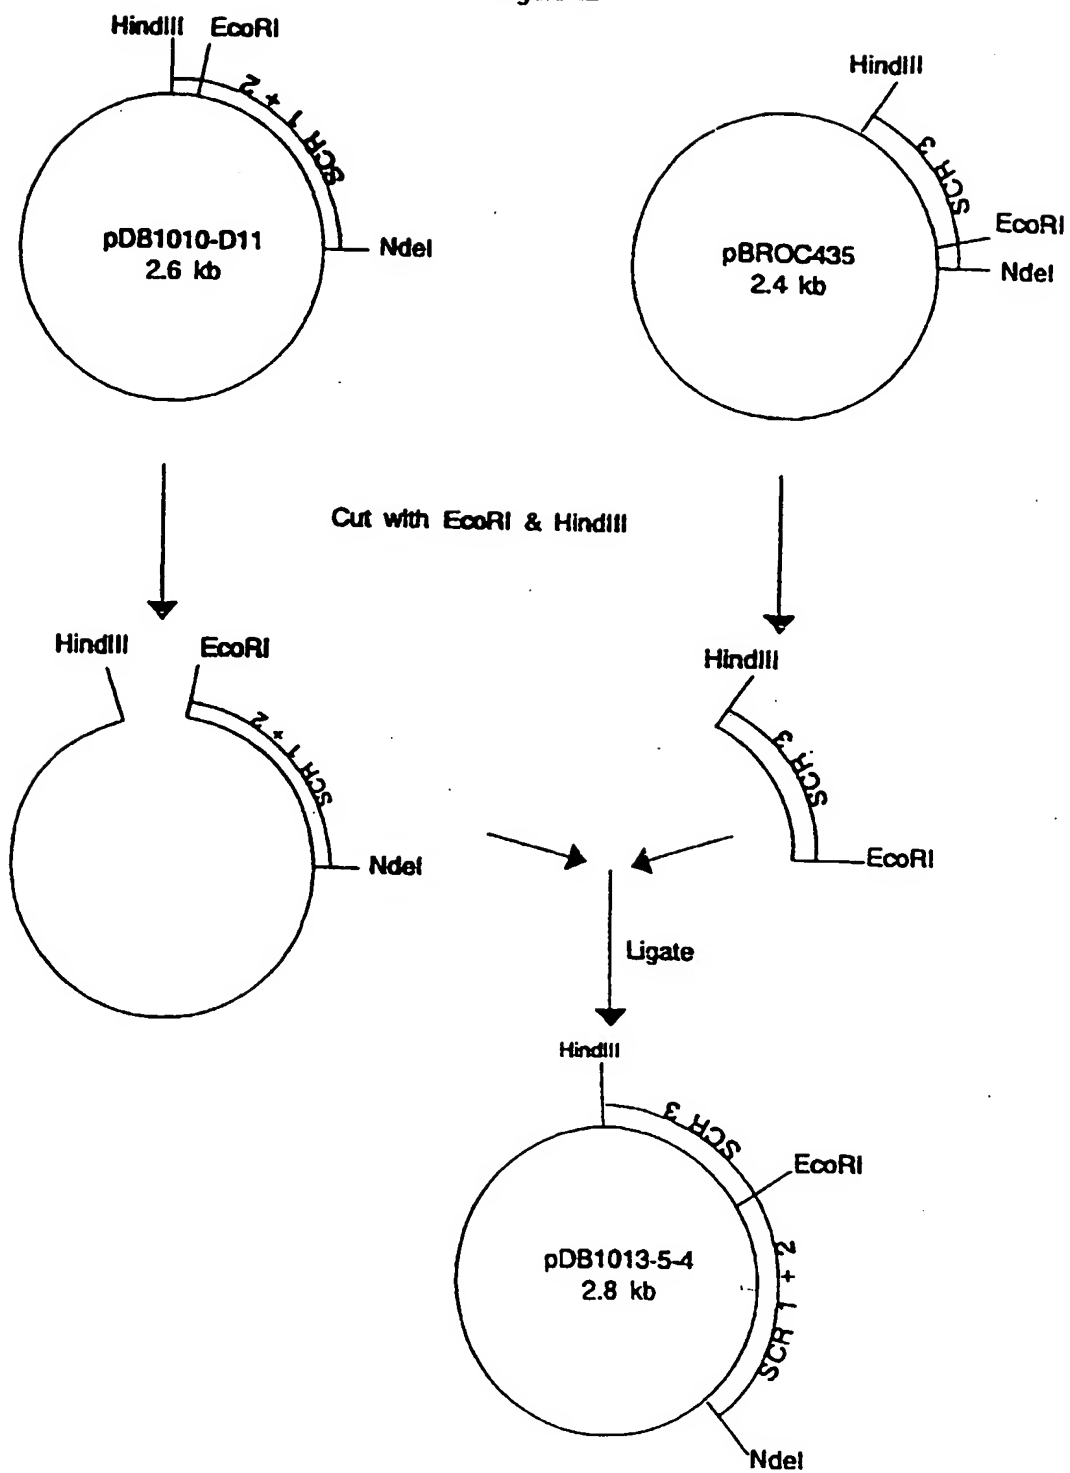 HindIII EcoRI
SCR 1 + 2
pDB1010-D11
2.6 kb
NdeI
HindIII
SCR 3
EcoRI
pBROC435
2.4 kb
NdeI
Cut with EcoRI & HindIII
HindIII EcoRI
SCR 1 + 2
NdeI
HindIII
SCR 3
EcoRI
Ligate
HindIII
SCR 3
EcoRI
pDB1013-5-4
2.8 kb
SCR 1 + 2
NdeI